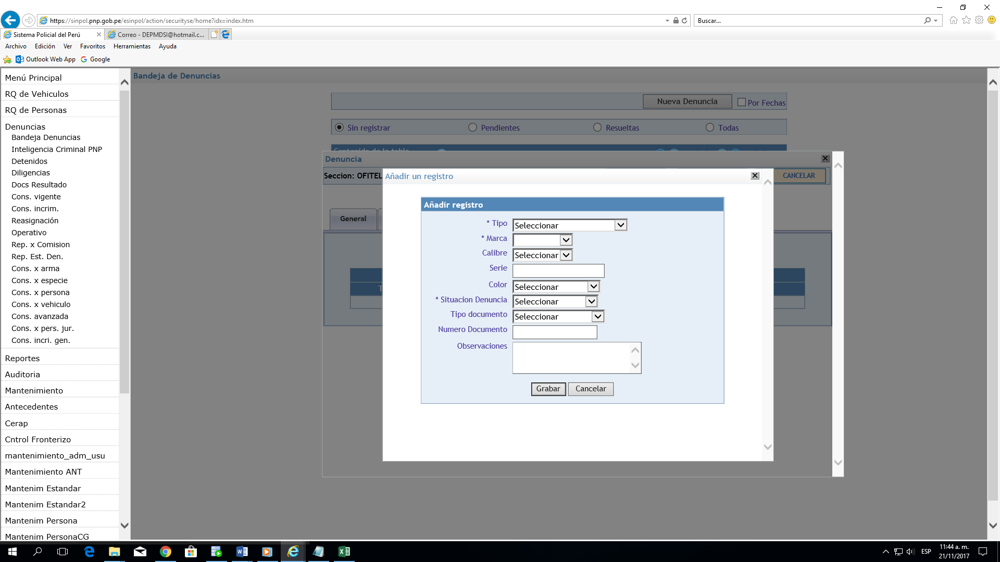 https://sinpol.pnp.gob.pe/esinpol/action/securityse/home?idx=index.htm
Buscar...
Sistema Policial del Perú
Correo - DEPMDSI@hotmail.c...
Archivo Edición Ver Favoritos Herramientas Ayuda
Outlook Web App Google
Menú Principal
RQ de Vehiculos
RQ de Personas
Denuncias
Bandeja Denuncias
Inteligencia Criminal PNP
Detenidos
Diligencias
Docs Resultado
Cons. vigente
Cons. incrim.
Reasignación
Operativo
Rep. x Comision
Rep. Est. Den.
Cons. x arma
Cons. x especie
Cons. x persona
Cons. x vehiculo
Cons. avanzada
Cons. x pers. jur.
Cons. incri. gen.
Reportes
Auditoria
Mantenimiento
Antecedentes
Cerap
Cntrol Fronterizo
mantenimiento_adm_usu
Mantenimiento ANT
Mantenim Estandar
Mantenim Estandar2
Mantenim Persona
Mantenim PersonaCG
Bandeja de Denuncias
Nueva Denuncia Por Fechas
Sin registrar Pendientes Resueltas Todas
Contenido de la tabla
Denuncia
Seccion: OFITEL
CANCELAR
General
T
Añadir un registro
Añadir registro
* Tipo Seleccionar
* Marca
Calibre Seleccionar
Serie
Color Seleccionar
* Situacion Denuncia Seleccionar
Tipo documento Seleccionar
Numero Documento
Observaciones
Grabar Cancelar
ESP
11:44 a. m.
21/11/2017